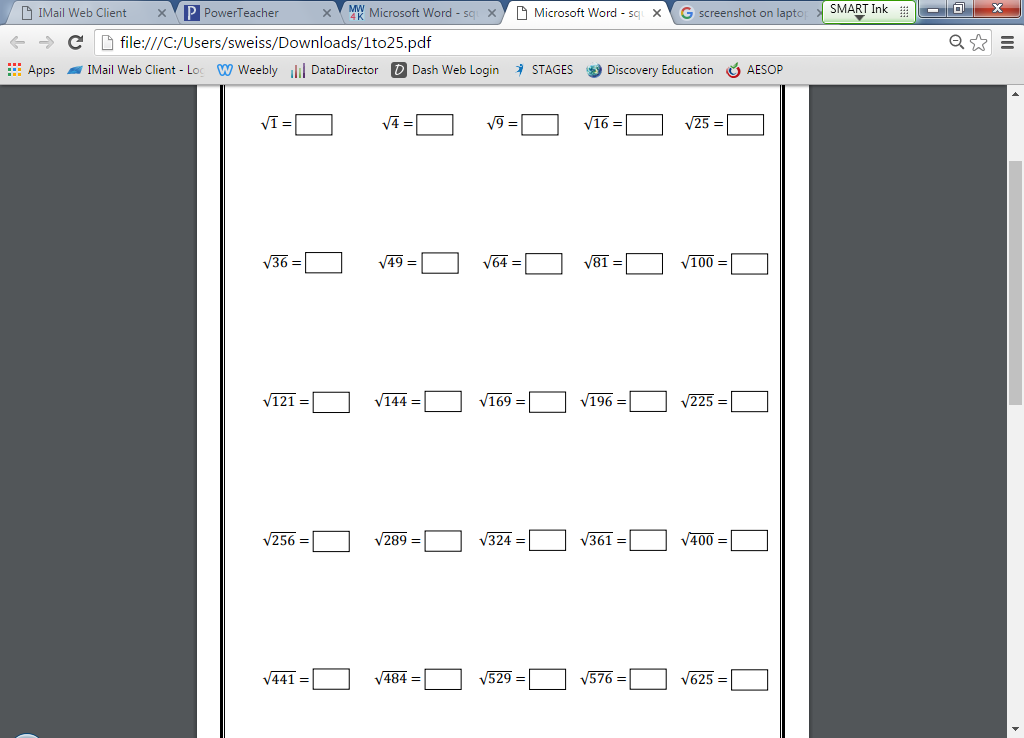 IMail Web Client PowerTeacher MW 4K Microsoft Word - sq Microsoft Word - sq G screenshot on laptop SMART Ink
file:///C:/Users/sweiss/Downloads/1to25.pdf
Apps IMail Web Client - Log Weebly DataDirector Dash Web Login STAGES Discovery Education AESOP
√1 = √4 = √9 = √16 = √25 =
√36 = √49 = √64 = √81 = √100 =
√121 = √144 = √169 = √196 = √225 =
√256 = √289 = √324 = √361 = √400 =
√441 = √484 = √529 = √576 = √625 =